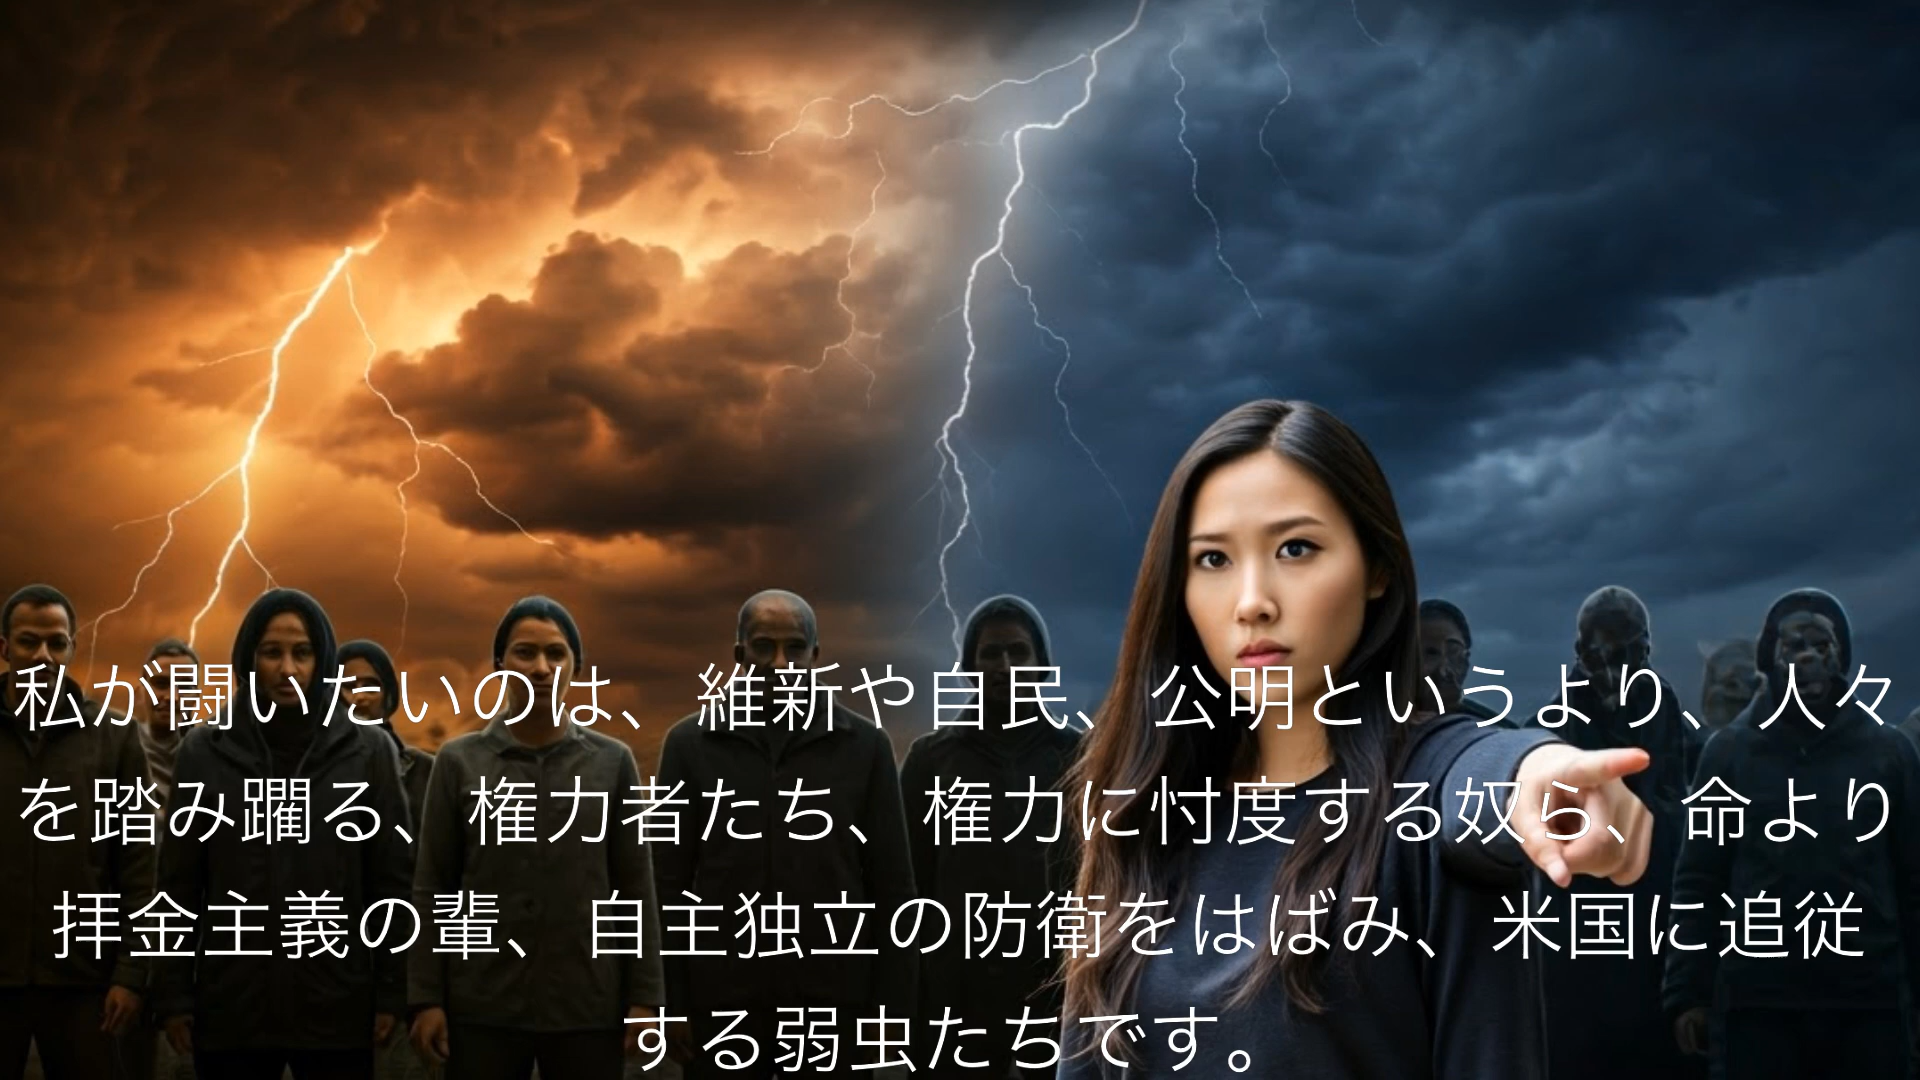 私が闘いたいのは、維新や自民、公明というより、人々
を踏み躙る、権力者たち、権力に忖度する奴ら、命より
拝金主義の輩、自主独立の防衛をはばみ、米国に追従
する弱虫たちです。